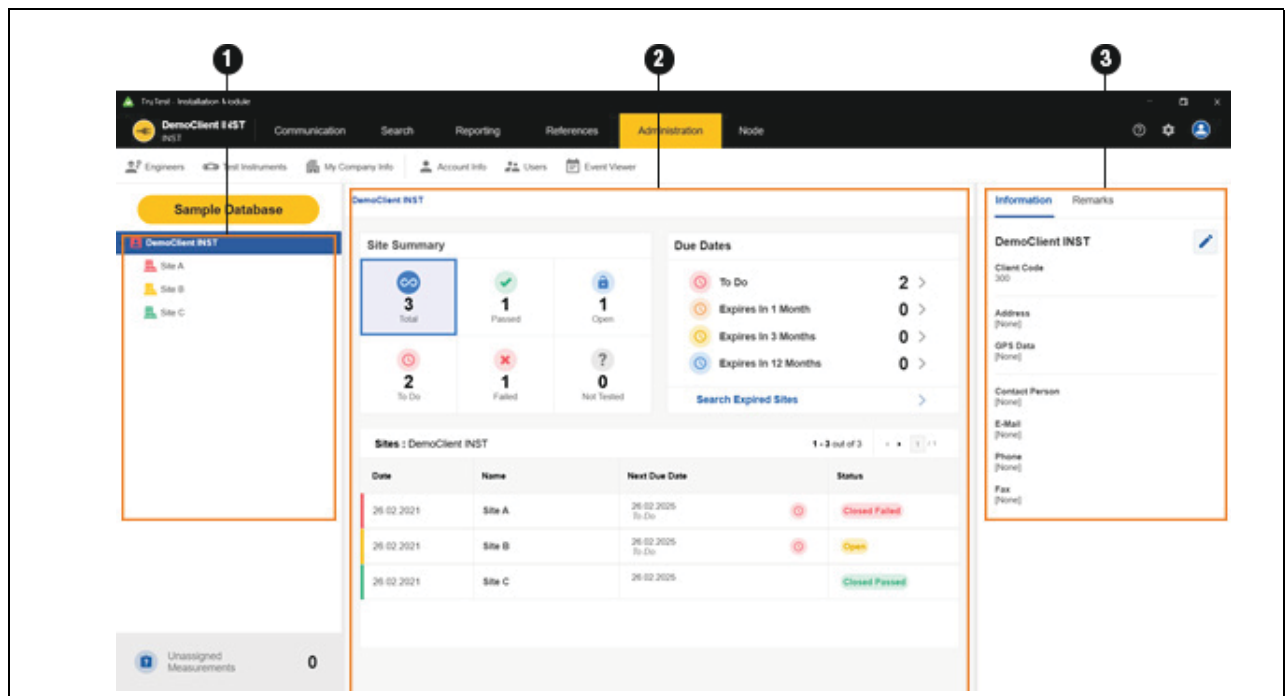 1
2
3
TruTest - Installation Module
DemoClient INST
INST
Communication
Search
Reporting
References
Administration
Node
Engineers
Test Instruments
My Company Info
Account Info
Users
Event Viewer
Sample Database
DemoClient INST
Site A
Site B
Site C
Unassigned
Measurements
0
DemoClient INST
Site Summary
3
Total
1
Passed
1
Open
2
To Do
1
Failed
?
0
Not Tested
Due Dates
To Do 2
Expires In 1 Month 0
Expires In 3 Months 0
Expires In 12 Months 0
Search Expired Sites
Sites : DemoClient INST
1 - 3 out of 3
1 / 1
Date Name Next Due Date Status
26.02.2021 Site A 26.02.2025 Closed Failed
To Do
26.02.2021 Site B 26.02.2025 Open
To Do
26.02.2021 Site C 26.02.2025 Closed Passed
Information
Remarks
DemoClient INST
Client Code
300
Address
[None]
GPS Data
[None]
Contact Person
[None]
E-Mail
[None]
Phone
[None]
Fax
[None]